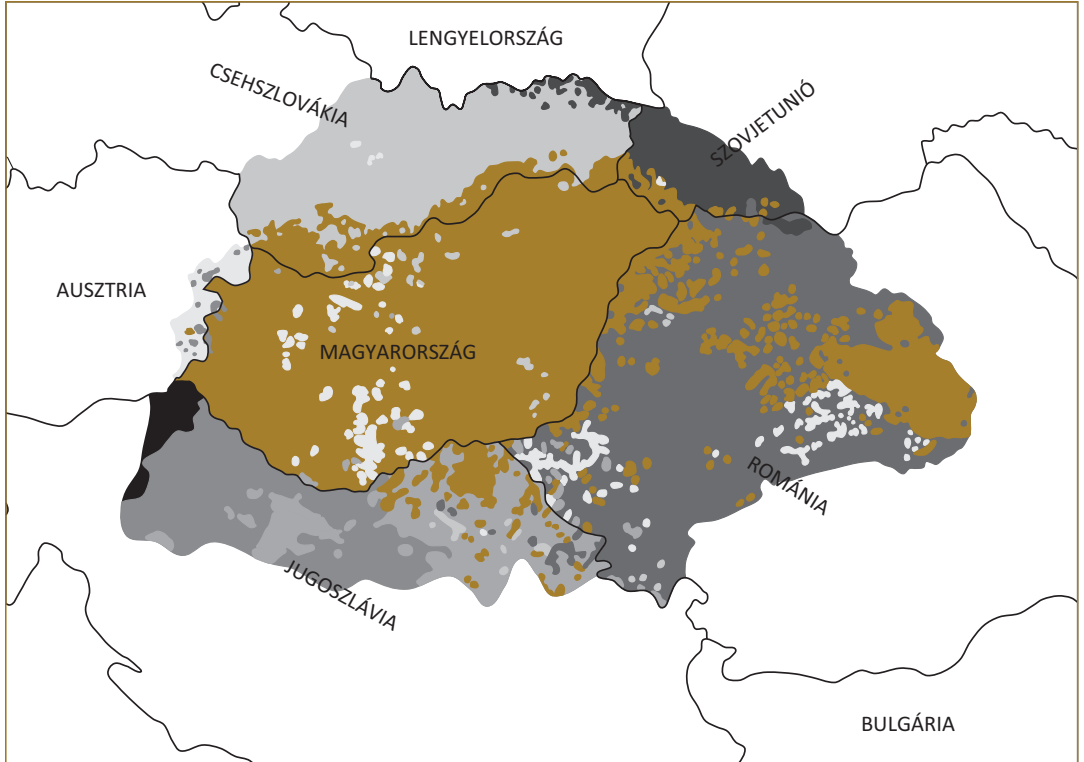 LENGYELORSZÁG
CSEHSZLOVÁKIA
SZOVJETUNIÓ
AUSZTRIA
MAGYARORSZÁG
ROMÁNIA
JUGOSZLÁVIA
BULGÁRIA